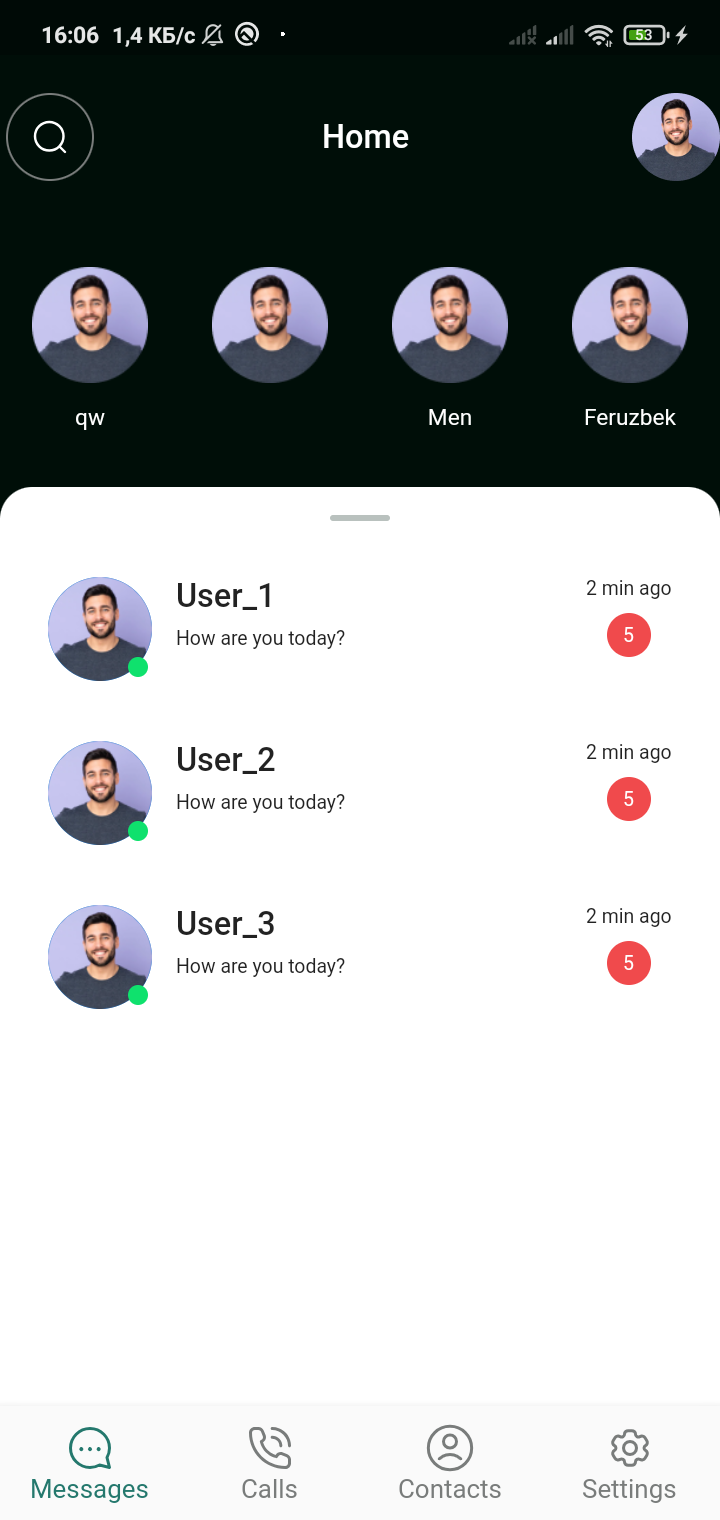 16:06 1,4 КБ/с 53
Home
qw Men Feruzbek
User_1 2 min ago
How are you today? 5
User_2 2 min ago
How are you today? 5
User_3 2 min ago
How are you today? 5
Messages Calls Contacts Settings